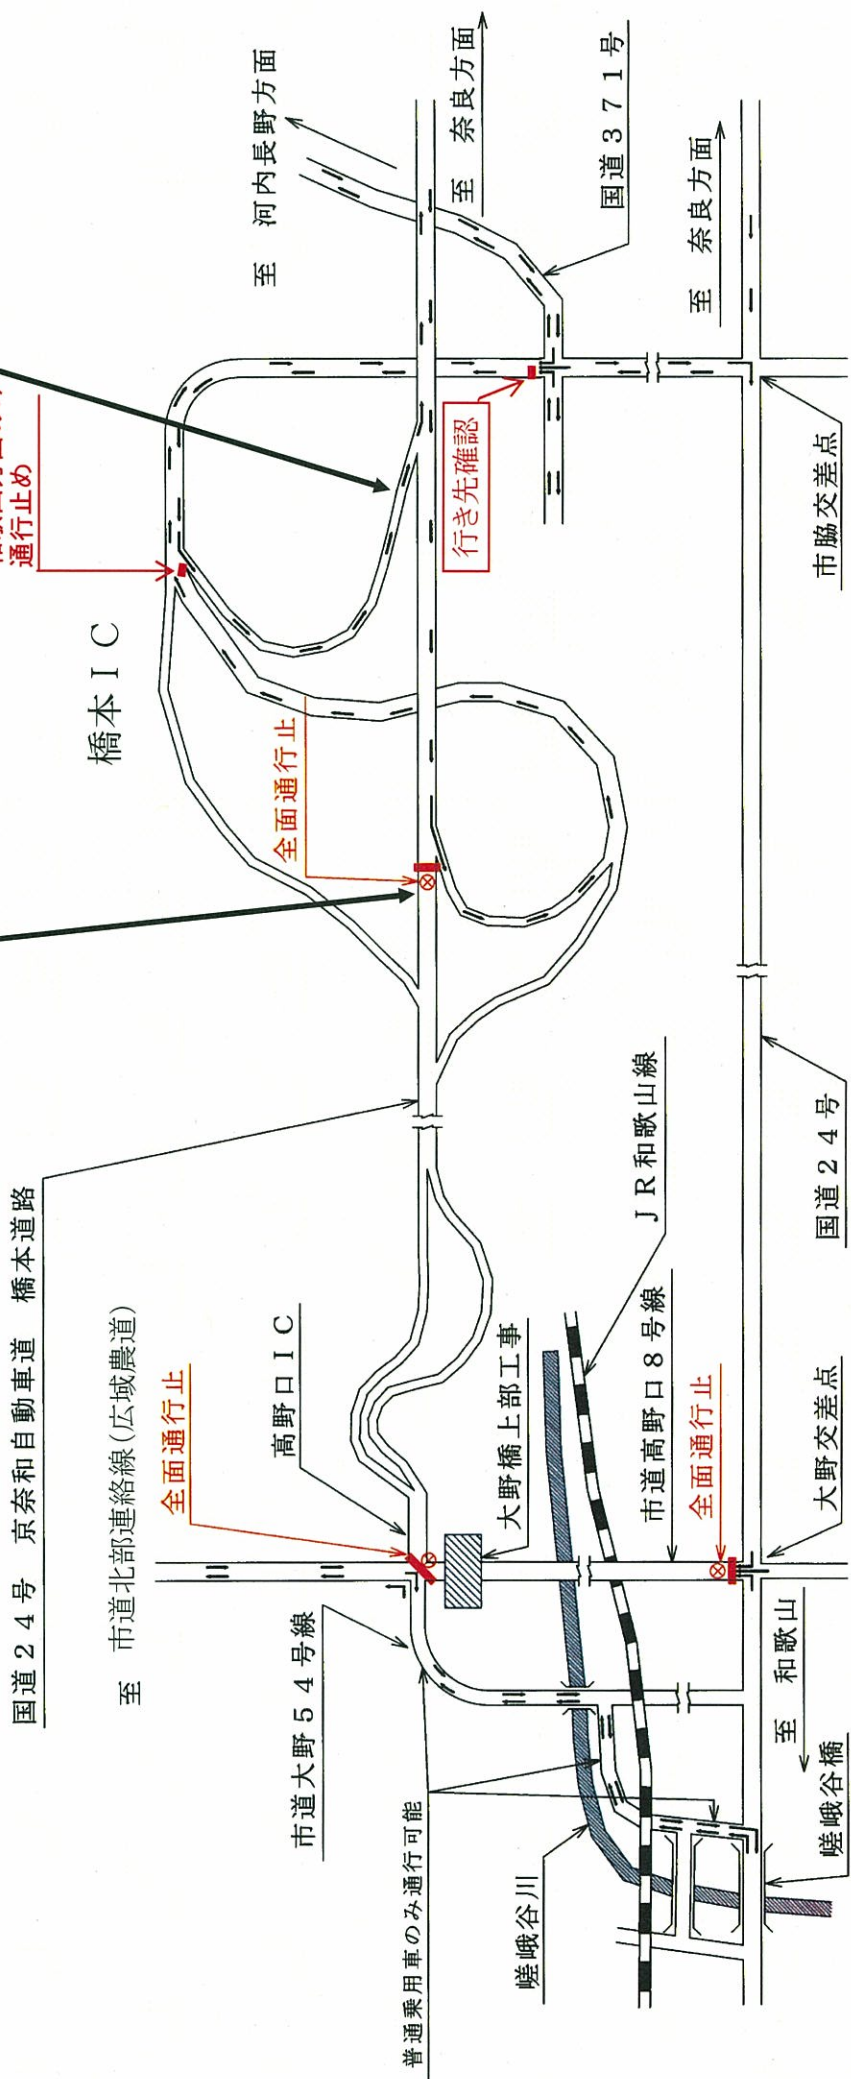 国道２４号　京奈和自動車道　橋本道路
至　市道北部連絡線(広域農道)
全面通行止
高野口ＩＣ
市道大野５４号線
普通乗用車のみ通行可能
大野橋上部工事
嵯峨谷川
ＪＲ和歌山線
市道高野口８号線
全面通行止
大野交差点
至　和歌山
嵯峨谷橋
国道２４号
橋本ＩＣ
全面通行止
通行止め
行き先確認
至　河内長野方面
至　奈良方面
国道３７１号
至　奈良方面
市脇交差点